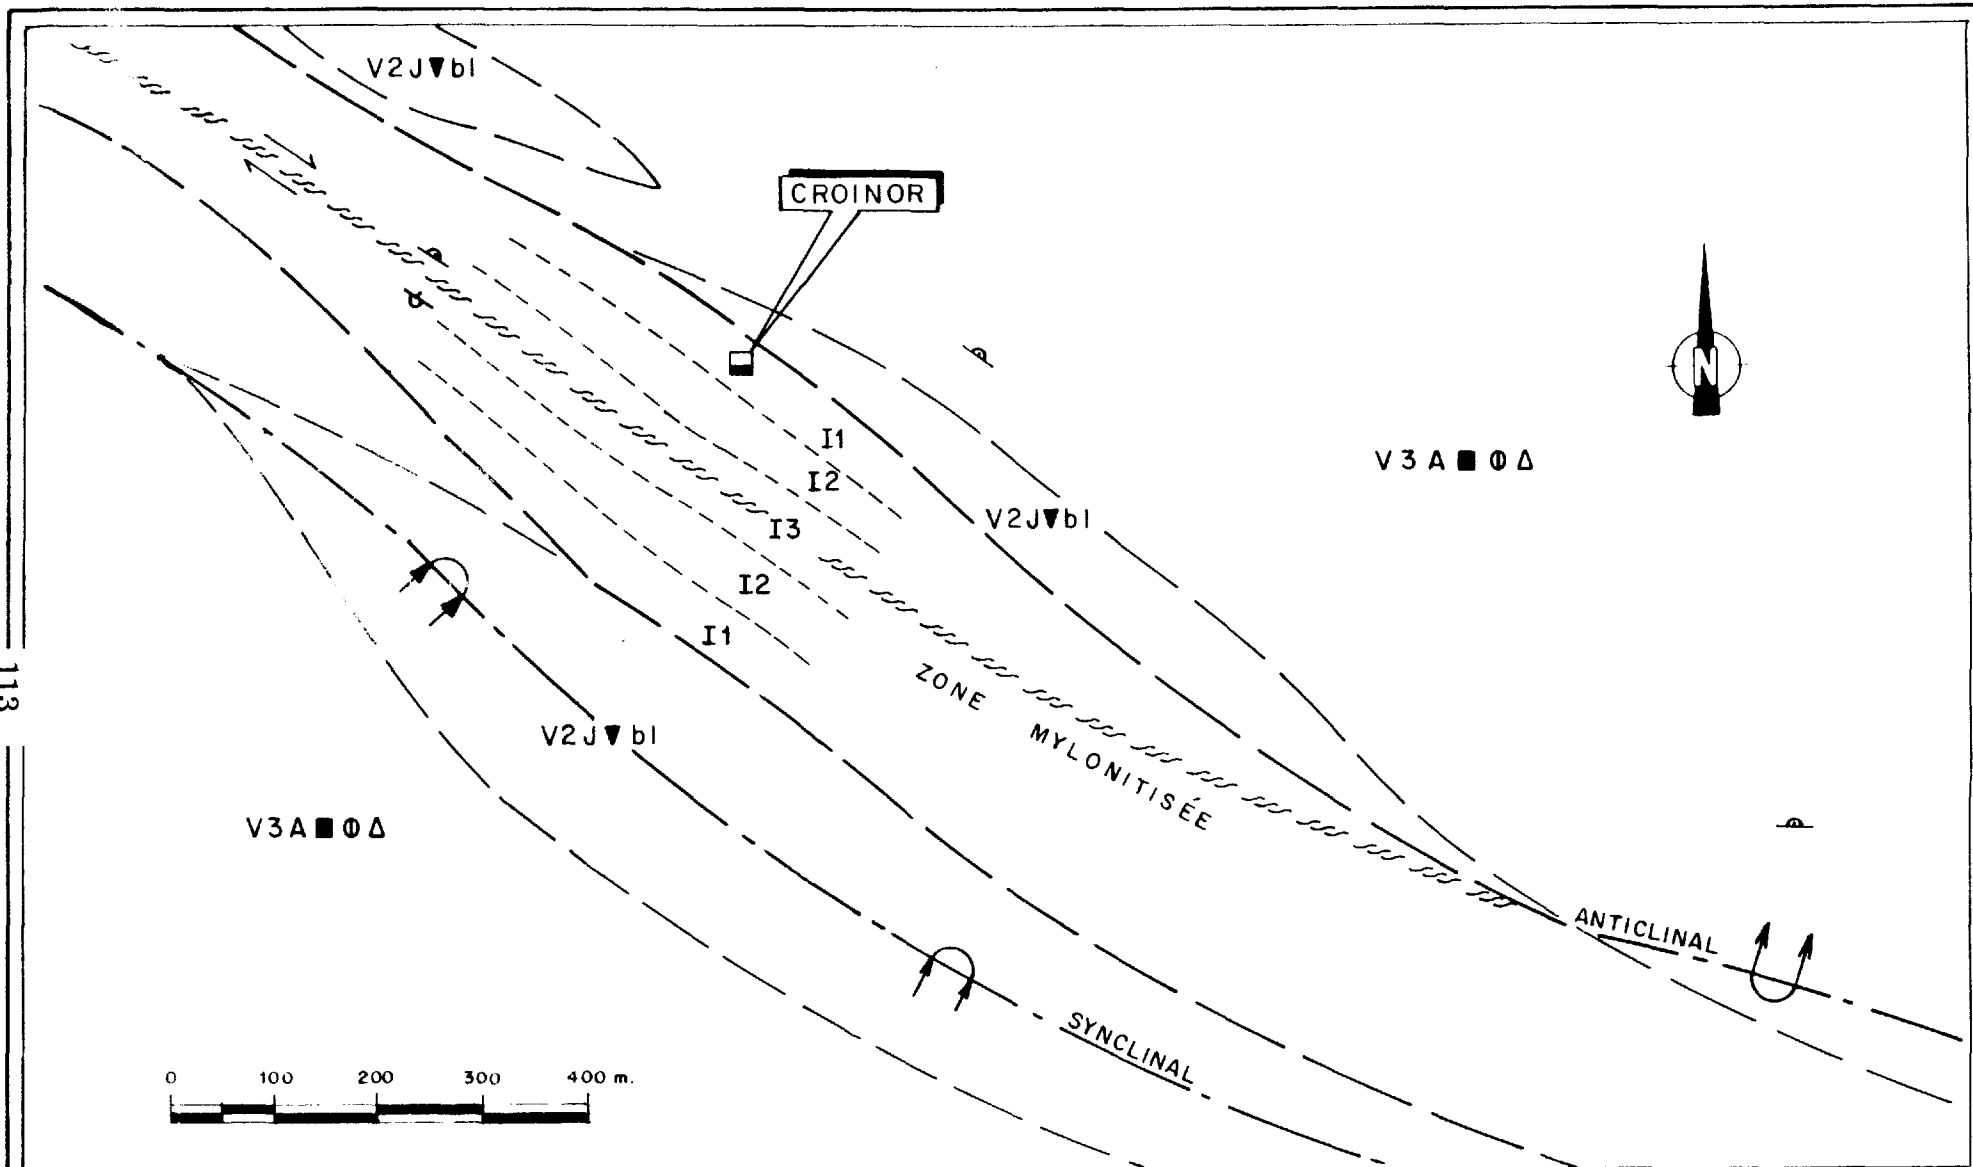 V2J▼bl
CROINOR
N
I1
V3A■ΦΔ
I2
V2J▼bl
I3
I2
I1
ZONE MYLONITISÉE
113
V2J▼bl
V3A■ΦΔ
ANTICLINAL
SYNCLINAL
0 100 200 300 400 m.